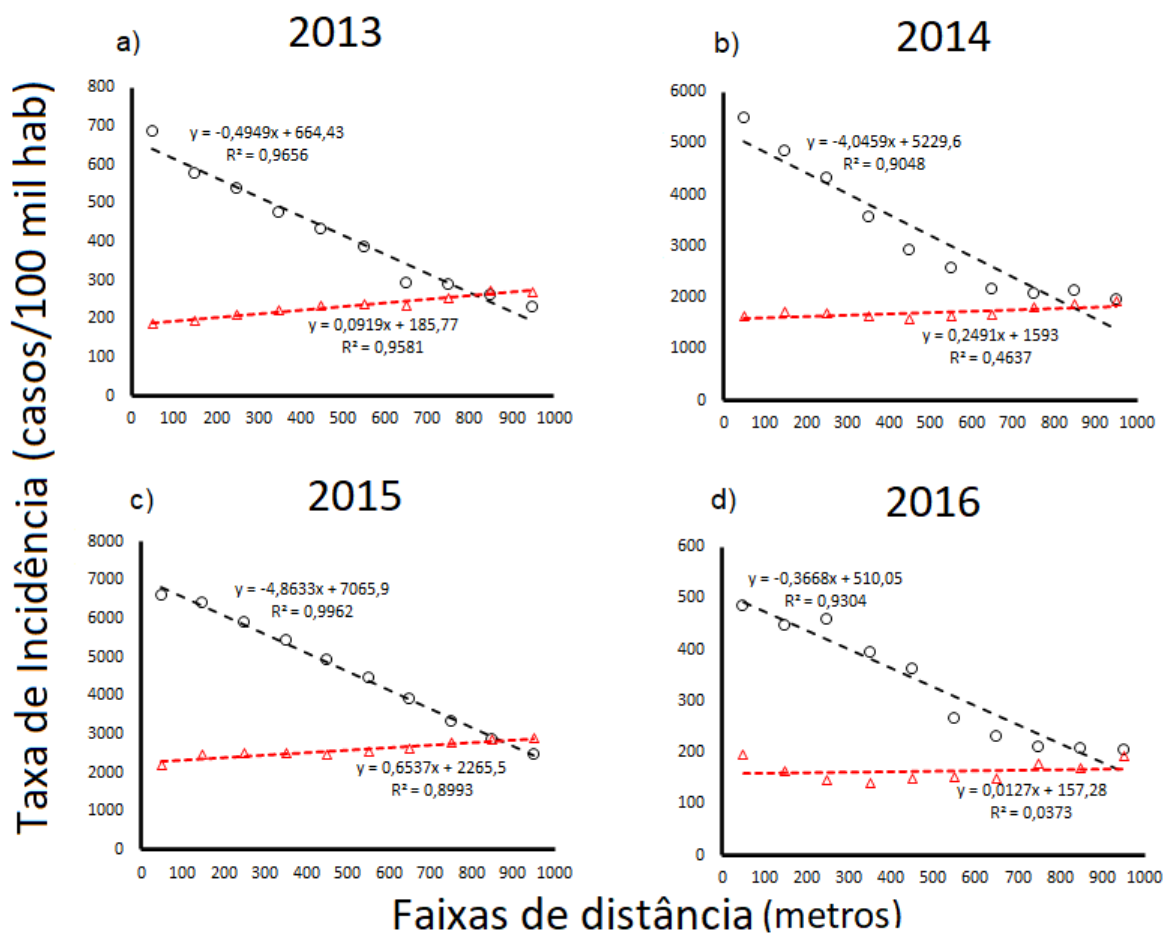 Taxa de Incidência (casos/100 mil hab)
a)
2013
800
700
600
500
400
300
200
100
0
y = -0,4949x + 664,43
R² = 0,9656
y = 0,0919x + 185,77
R² = 0,9581
0 100 200 300 400 500 600 700 800 900 1000
b)
2014
6000
5000
4000
3000
2000
1000
0
y = -4,0459x + 5229,6
R² = 0,9048
y = 0,2491x + 1593
R² = 0,4637
0 100 200 300 400 500 600 700 800 900 1000
c)
2015
8000
7000
6000
5000
4000
3000
2000
1000
0
y = -4,8633x + 7065,9
R² = 0,9962
y = 0,6537x + 2265,5
R² = 0,8993
0 100 200 300 400 500 600 700 800 900 1000
d)
2016
600
500
400
300
200
100
0
y = -0,3668x + 510,05
R² = 0,9304
y = 0,0127x + 157,28
R² = 0,0373
0 100 200 300 400 500 600 700 800 900 1000
Faixas de distância (metros)